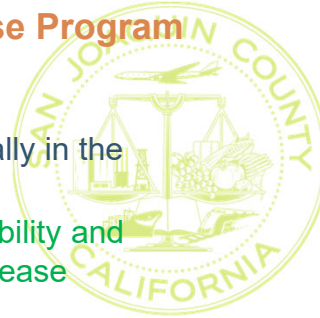 se Program
SAN JOAQUIN COUNTY
ally in the
bility and
ease
CALIFORNIA